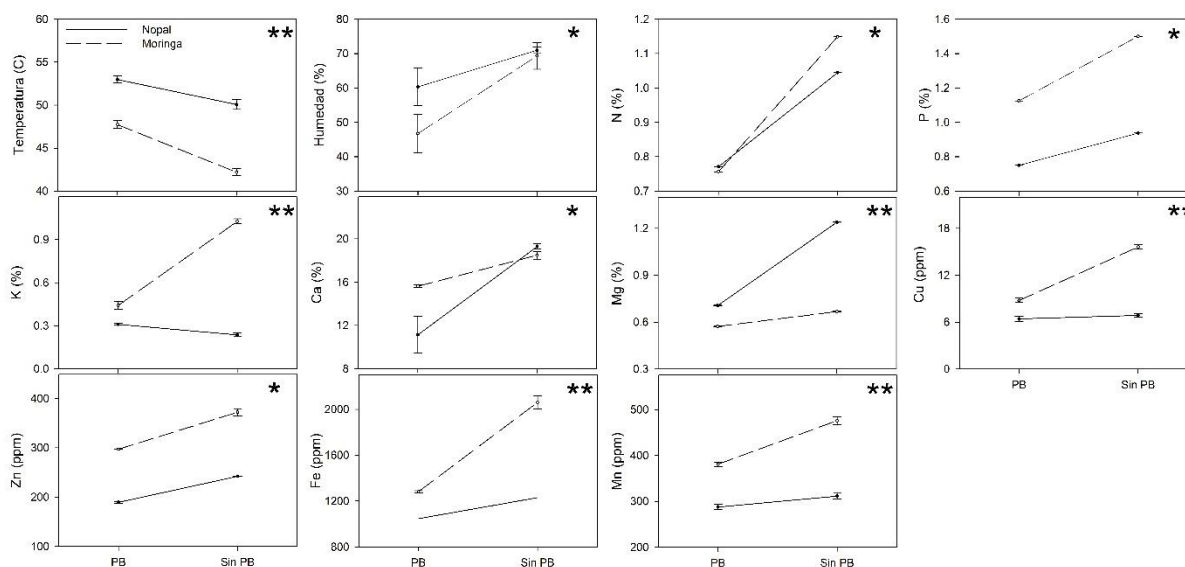 Nopal
Moringa
**
Temperatura (C)
60
55
50
45
40
*
Humedad (%)
80
70
60
50
40
30
*
N (%)
1.2
1.1
1.0
0.9
0.8
0.7
*
P (%)
1.6
1.4
1.2
1.0
0.8
0.6
**
K (%)
0.9
0.6
0.3
0.0
*
Ca (%)
20
16
12
8
**
Mg (%)
1.2
0.9
0.6
0.3
**
Cu (ppm)
18
12
6
0
PB
Sin PB
*
Zn (ppm)
400
300
200
100
PB
Sin PB
**
Fe (ppm)
2000
1600
1200
800
PB
Sin PB
**
Mn (ppm)
500
400
300
200
PB
Sin PB